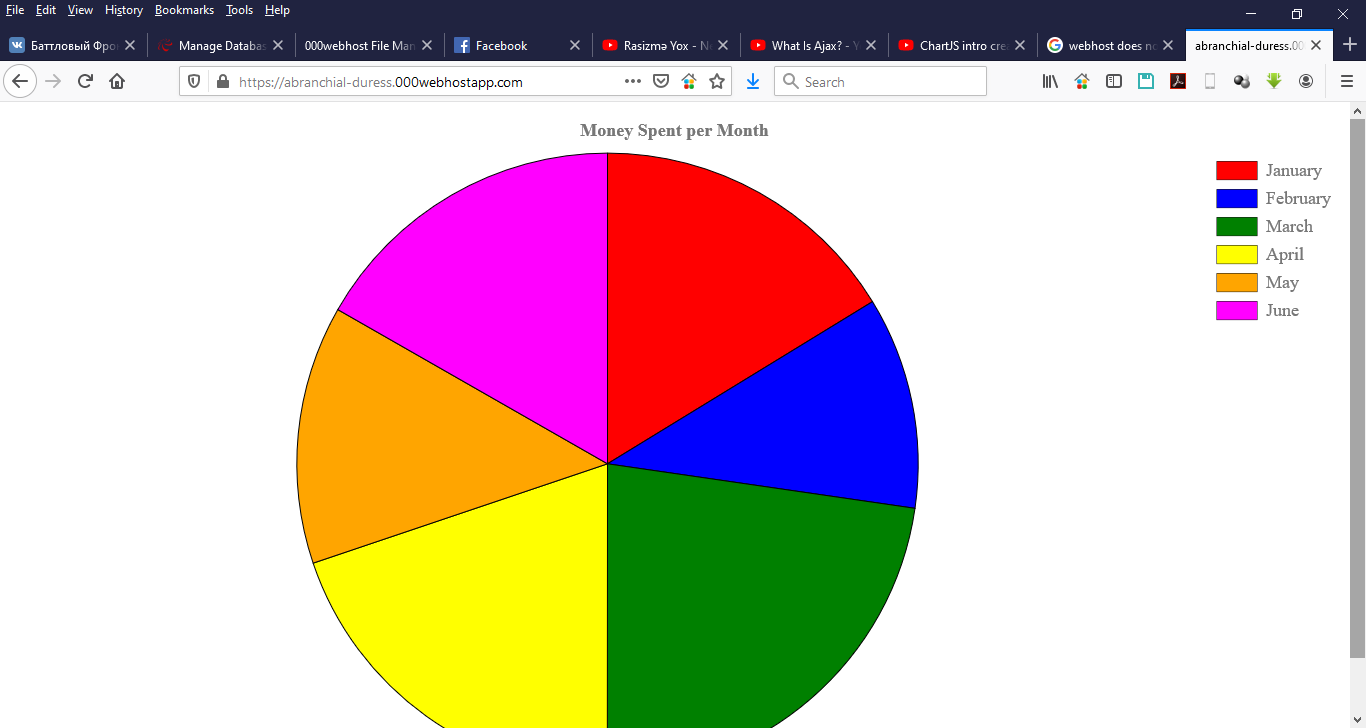 File Edit View History Bookmarks Tools Help
Баттловый Фро
Manage Databas
000webhost File Man
Facebook
Rasizmə Yox - N
What Is Ajax? - Y
ChartJS intro cre
webhost does n
abranchial-duress.00
https://abranchial-duress.000webhostapp.com
Search
Money Spent per Month
January
February
March
April
May
June